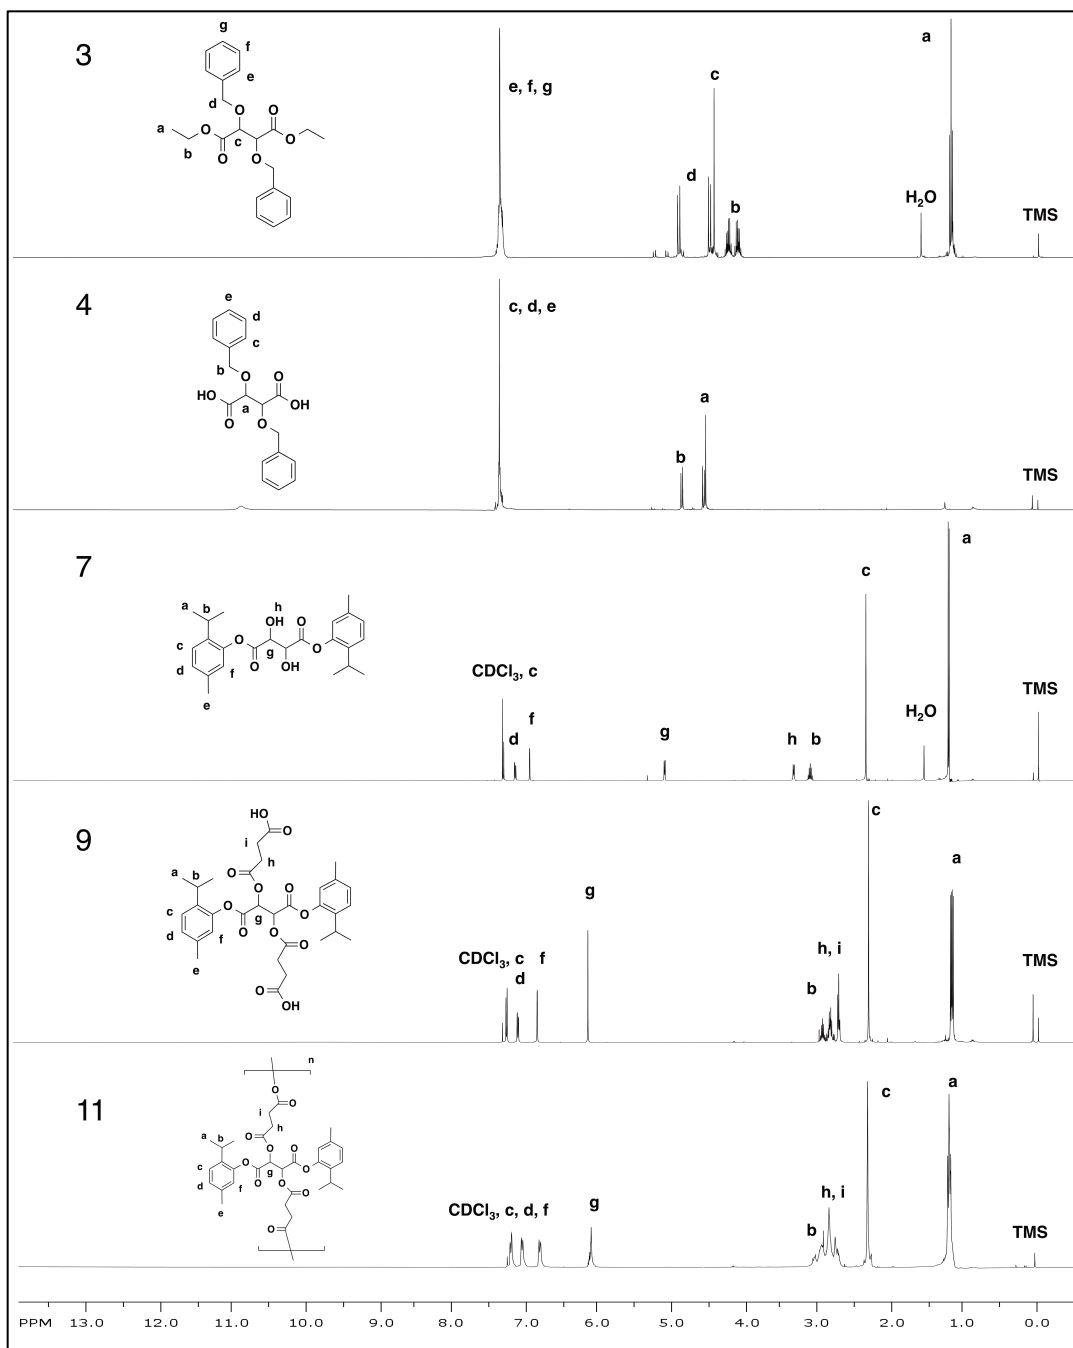 3
g
f
e
d
O
O
a
O
b
O
c
O
O
e, f, g
d
c
b
H2O
a
TMS
4
e
d
c
b
O
O
HO
a
OH
O
O
c, d, e
b
a
TMS
7
a
b
h
OH
O
O
c
g
O
O
OH
d
f
e
CDCl3, c
d
f
g
h
b
c
H2O
a
TMS
9
HO
O
i
h
O
O
O
a
b
O
O
O
g
O
O
c
d
f
e
O
OH
CDCl3, c
d
f
g
h, i
b
c
a
TMS
11
n
O
O
i
h
O
O
O
a
b
O
O
O
g
O
O
c
d
f
e
O
CDCl3, c, d, f
g
h, i
b
c
a
TMS
PPM 13.0 12.0 11.0 10.0 9.0 8.0 7.0 6.0 5.0 4.0 3.0 2.0 1.0 0.0